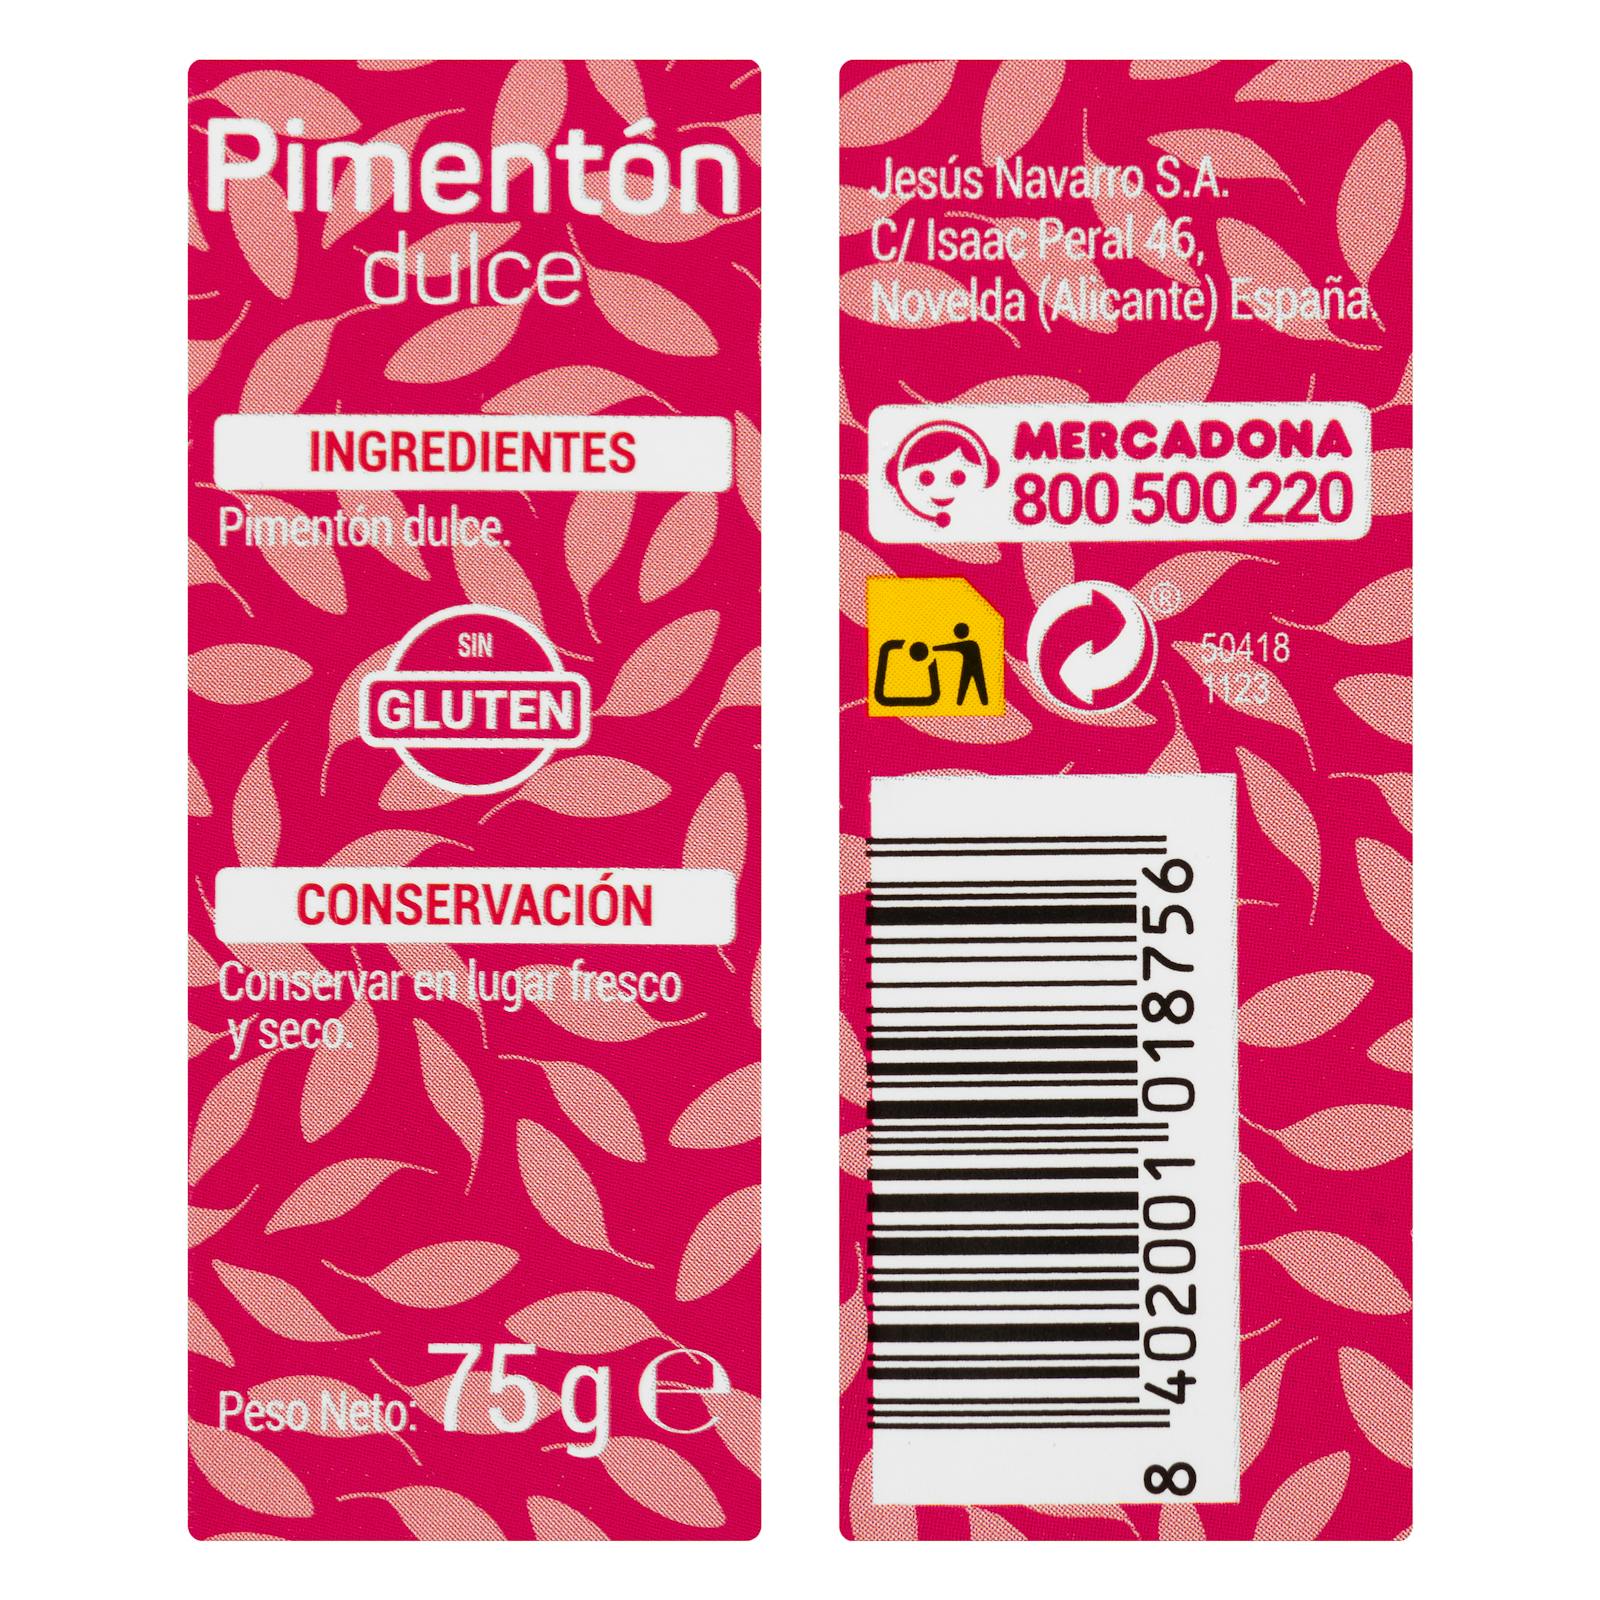 Pimentón
dulce
INGREDIENTES
Pimentón dulce.
SIN
GLUTEN
CONSERVACIÓN
Conservar en lugar fresco
y seco.
Peso Neto: 75 g e
Jesús Navarro S.A.
C/ Isaac Peral 46,
Novelda (Alicante) España.
MERCADONA
800 500 220
®
50418
1123
8 402001 018756